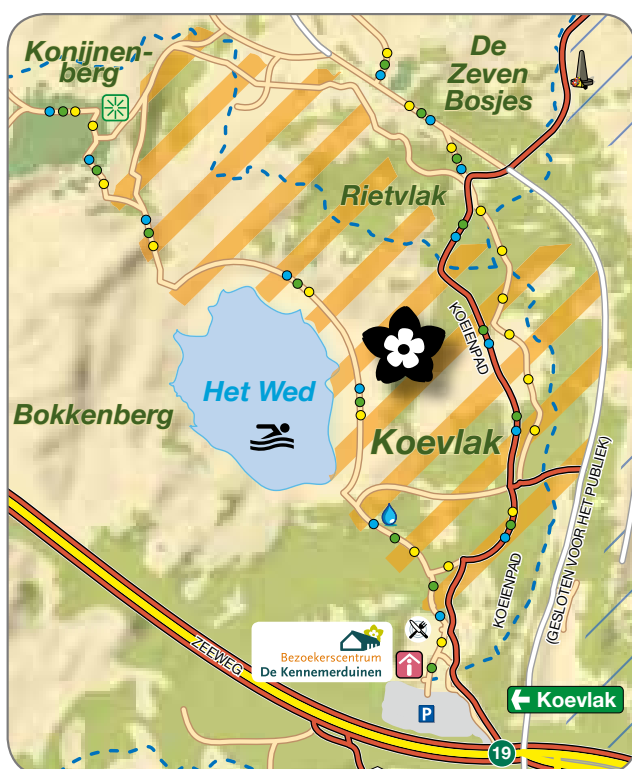 Konijnen-
berg
De
Zeven
Bosjes
Rietvlak
KOEIENPAD
Het Wed
Bokkenberg
Koevlak
(GESLOTEN VOOR HET PUBLIEK)
KOEIENPAD
ZEEWEG
Bezoekerscentrum
De Kennemerduinen
P
Koevlak
19